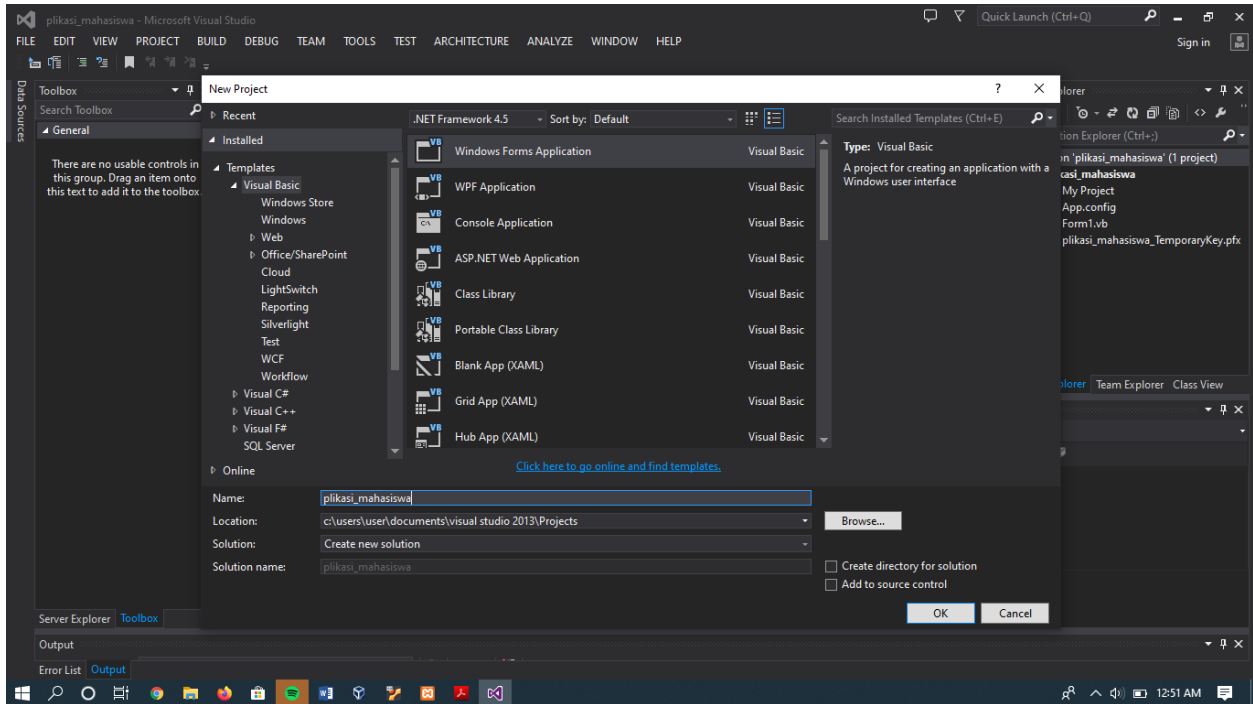 plikasi_mahasiswa - Microsoft Visual Studio
Quick Launch (Ctrl+Q)
FILE EDIT VIEW PROJECT BUILD DEBUG TEAM TOOLS TEST ARCHITECTURE ANALYZE WINDOW HELP
Sign in
Data Sources
Toolbox
Search Toolbox
General
There are no usable controls in
this group. Drag an item onto
this text to add it to the toolbox.
Server Explorer Toolbox
New Project
Recent
Installed
Templates
Visual Basic
Windows Store
Windows
Web
Office/SharePoint
Cloud
LightSwitch
Reporting
Silverlight
Test
WCF
Workflow
Visual C#
Visual C++
Visual F#
SQL Server
Online
.NET Framework 4.5 Sort by: Default
Search Installed Templates (Ctrl+E)
Windows Forms Application Visual Basic
WPF Application Visual Basic
Console Application Visual Basic
ASP.NET Web Application Visual Basic
Class Library Visual Basic
Portable Class Library Visual Basic
Blank App (XAML) Visual Basic
Grid App (XAML) Visual Basic
Hub App (XAML) Visual Basic
Click here to go online and find templates.
Type: Visual Basic
A project for creating an application with a
Windows user interface
Name: plikasi_mahasiswa
Location: c:\users\user\documents\visual studio 2013\Projects
Browse...
Solution: Create new solution
Solution name: plikasi_mahasiswa
Create directory for solution
Add to source control
OK Cancel
plorer
tion Explorer (Ctrl+;)
n 'plikasi_mahasiswa' (1 project)
kasi_mahasiswa
My Project
App.config
Form1.vb
plikasi_mahasiswa_TemporaryKey.pfx
plorer Team Explorer Class View
Output
Error List Output
12:51 AM